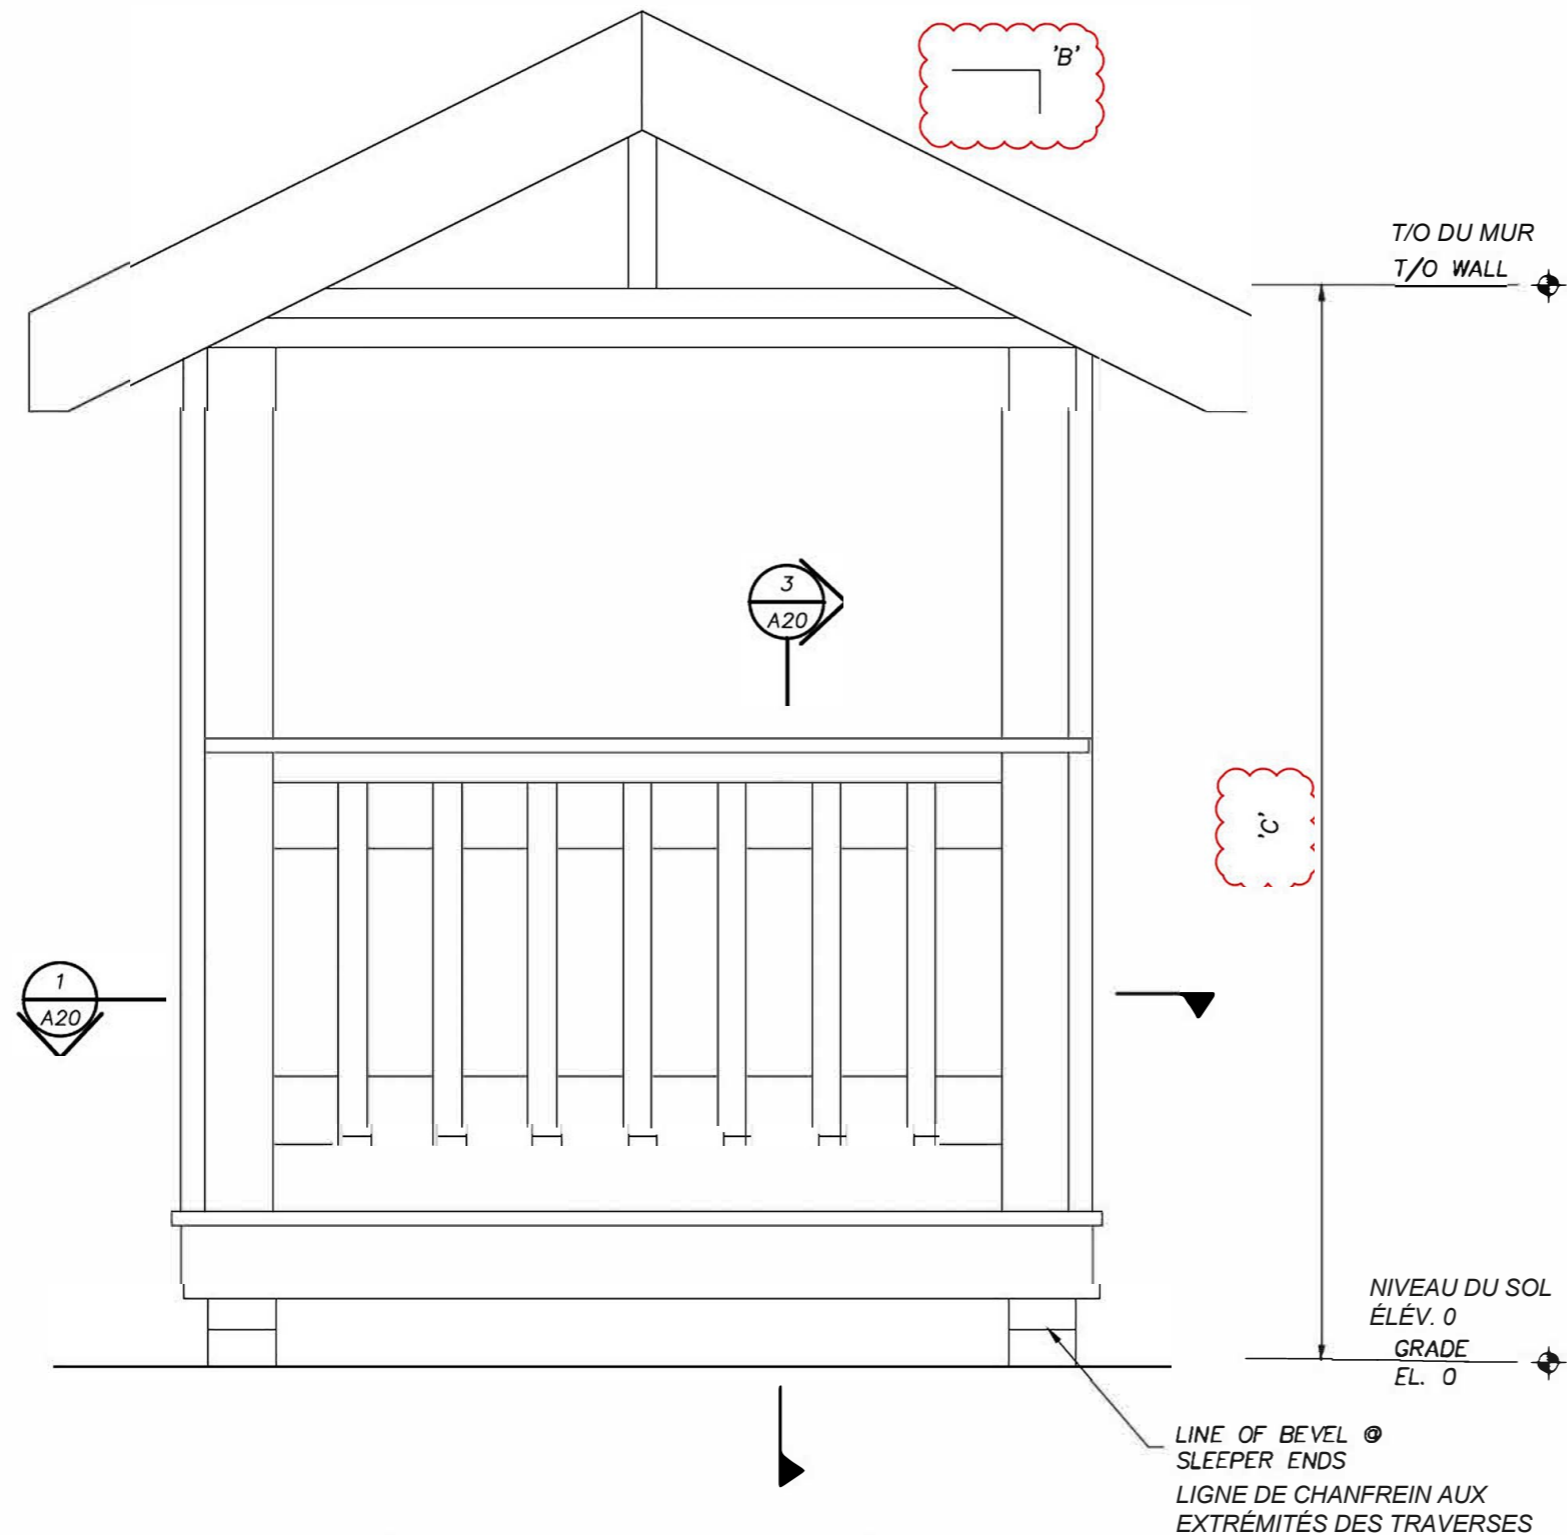 'B'
T/O DU MUR
T/O WALL
3
A20
'C'
1
A20
NIVEAU DU SOL
ÉLÉV. 0
GRADE
EL. 0
LINE OF BEVEL @
SLEEPER ENDS
LIGNE DE CHANFREIN AUX
EXTRÉMITÉS DES TRAVERSES